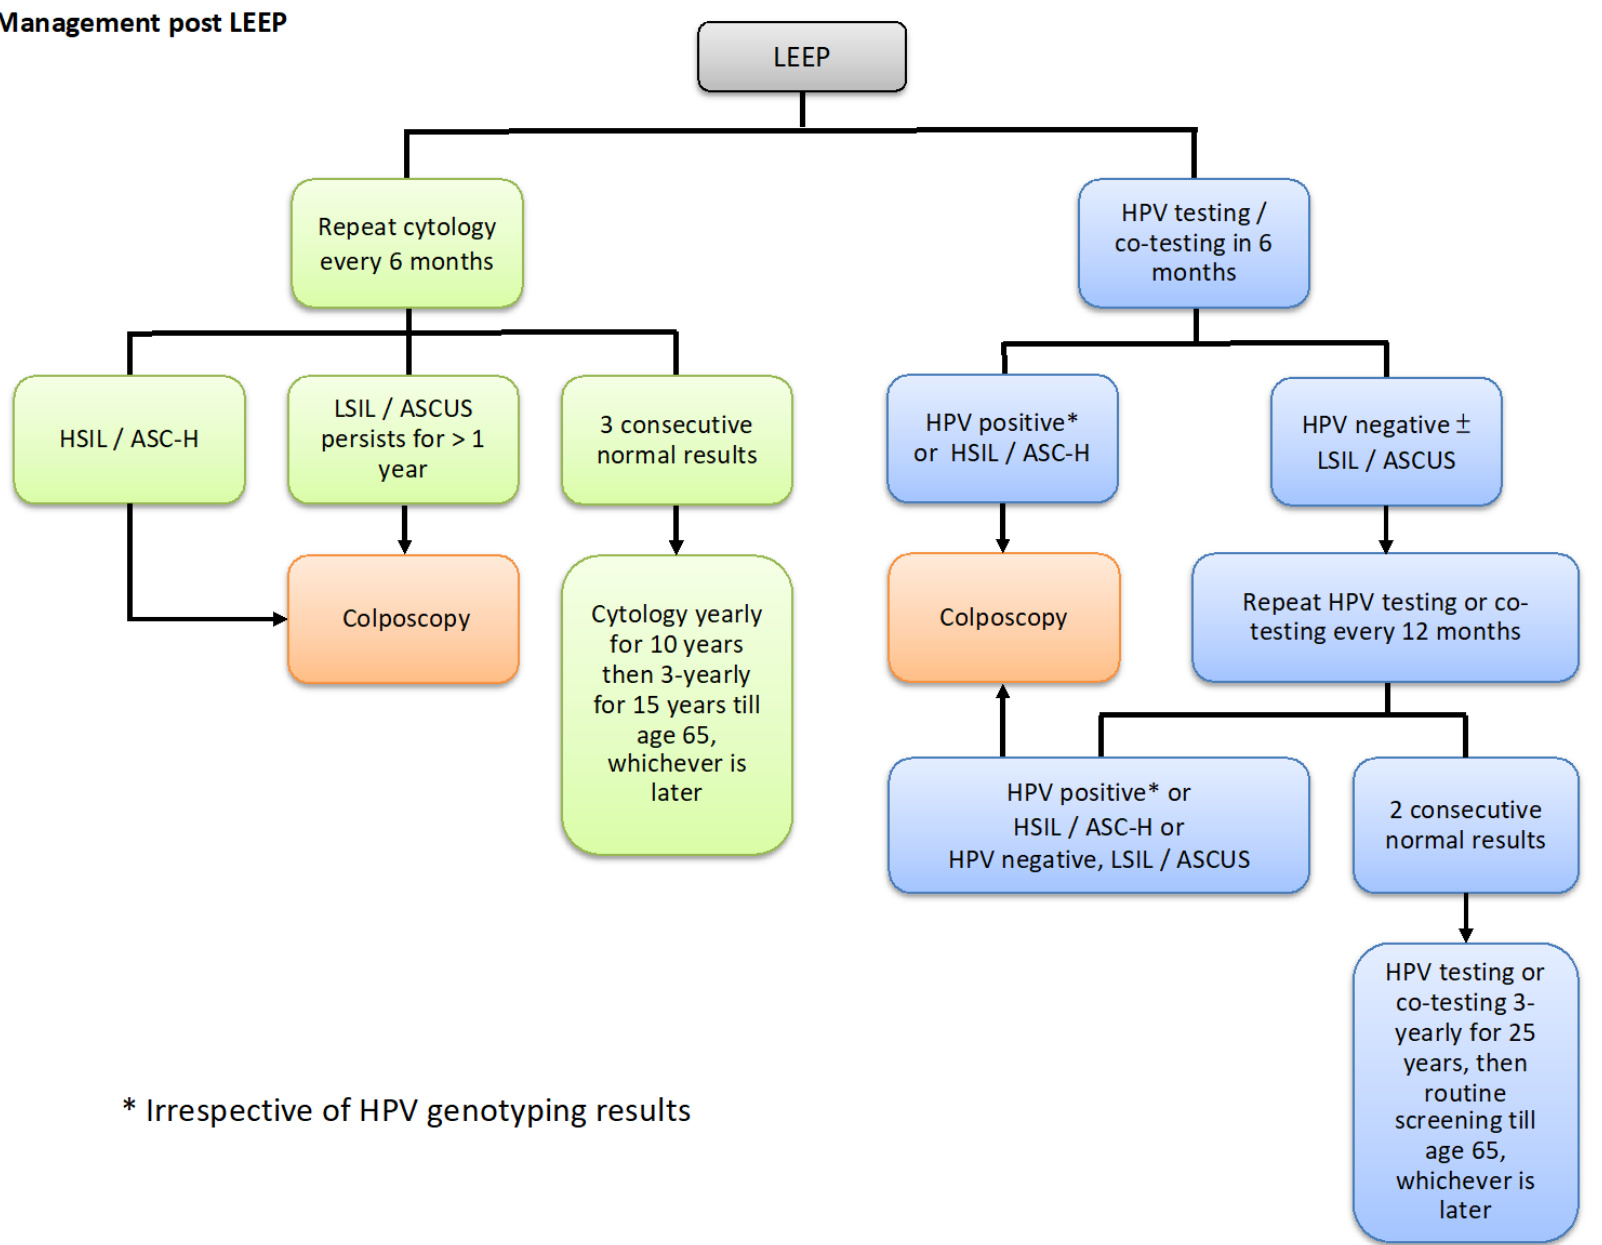 Management post LEEP
LEEP
Repeat cytology
every 6 months
HPV testing /
co-testing in 6
months
HSIL / ASC-H
LSIL / ASCUS
persists for > 1
year
3 consecutive
normal results
HPV positive*
or HSIL / ASC-H
HPV negative ±
LSIL / ASCUS
Colposcopy
Cytology yearly
for 10 years
then 3-yearly
for 15 years till
age 65,
whichever is
later
Colposcopy
Repeat HPV testing or co-
testing every 12 months
HPV positive* or
HSIL / ASC-H or
HPV negative, LSIL / ASCUS
2 consecutive
normal results
HPV testing or
co-testing 3-
yearly for 25
years, then
routine
screening till
age 65,
whichever is
later
* Irrespective of HPV genotyping results